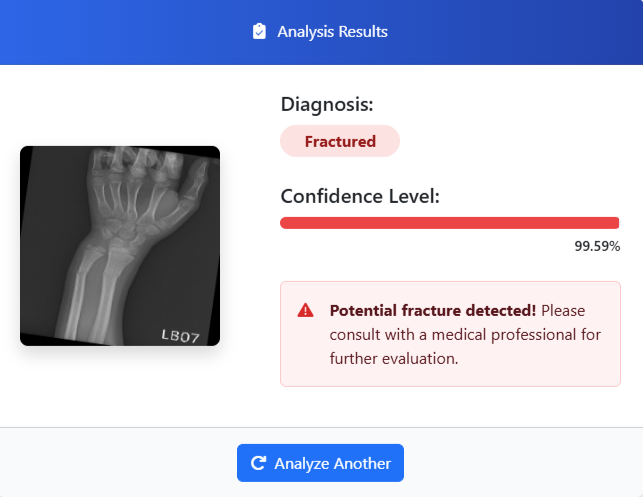 Analysis Results
Diagnosis:
Fractured
Confidence Level:
99.59%
Potential fracture detected! Please
consult with a medical professional for
further evaluation.
LB07
Analyze Another